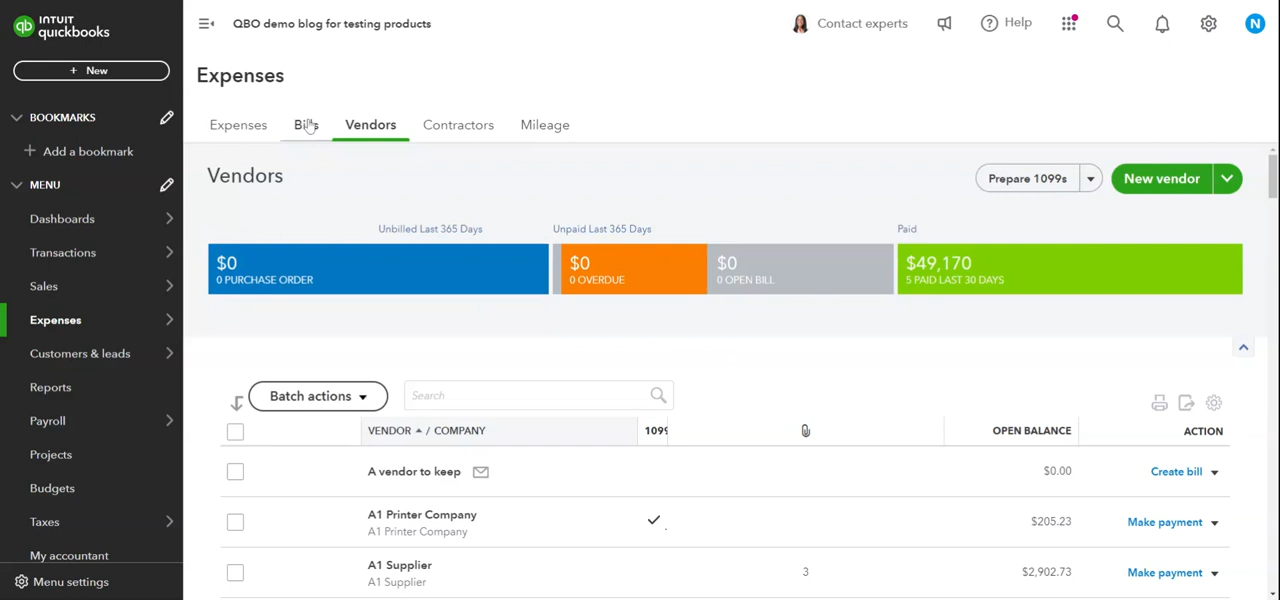 INTUIT
quickbooks
QBO demo blog for testing products
Contact experts
Help
N
+ New
Expenses
BOOKMARKS
Add a bookmark
MENU
Dashboards
Transactions
Sales
Expenses
Customers & leads
Reports
Payroll
Projects
Budgets
Taxes
My accountant
Menu settings
Expenses Bills Vendors Contractors Mileage
Vendors
Prepare 1099s
New vendor
Unbilled Last 365 Days
Unpaid Last 365 Days
Paid
$0
0 PURCHASE ORDER
$0
0 OVERDUE
$0
0 OPEN BILL
$49,170
5 PAID LAST 30 DAYS
Batch actions
Search
VENDOR / COMPANY 1099 OPEN BALANCE ACTION
A vendor to keep $0.00 Create bill
A1 Printer Company $205.23 Make payment
A1 Printer Company
A1 Supplier 3 $2,902.73 Make payment
A1 Supplier